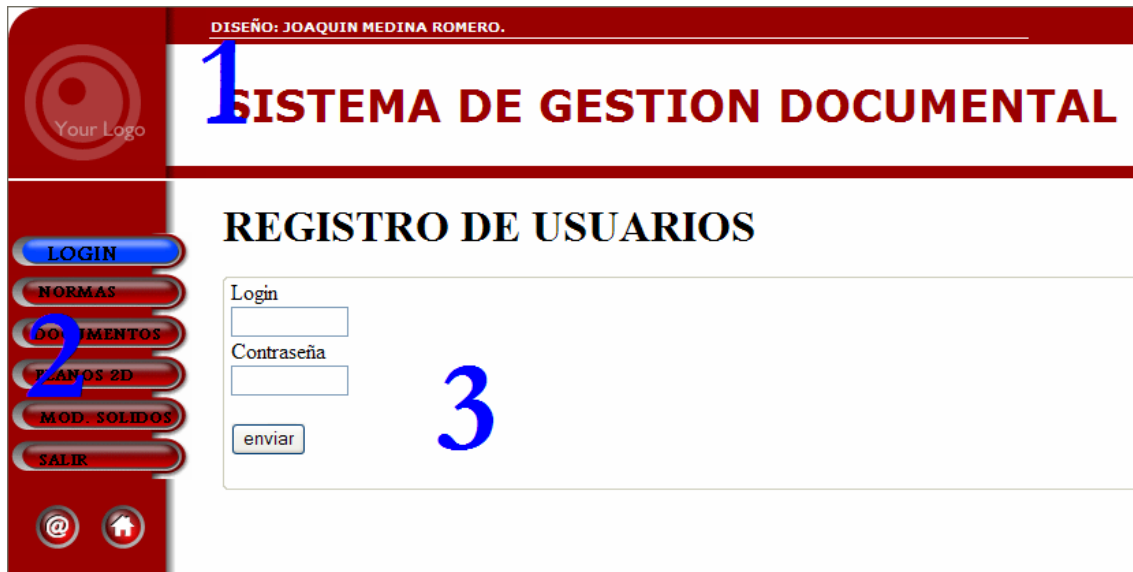 DISEÑO: JOAQUIN MEDINA ROMERO.
1
SISTEMA DE GESTION DOCUMENTAL
Your Logo
REGISTRO DE USUARIOS
LOGIN
NORMAS
DOCUMENTOS
PLANOS 2D
MOD. SOLIDOS
SALIR
2
@
Login
Contraseña
3
enviar